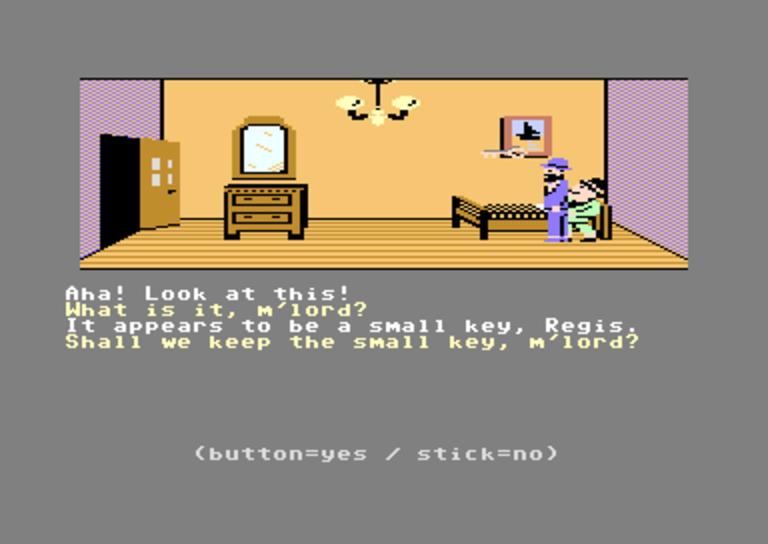 Aha! Look at this!
What is it, m'lord?
It appears to be a small key, Regis.
Shall we keep the small key, m'lord?
(button=yes / stick=no)